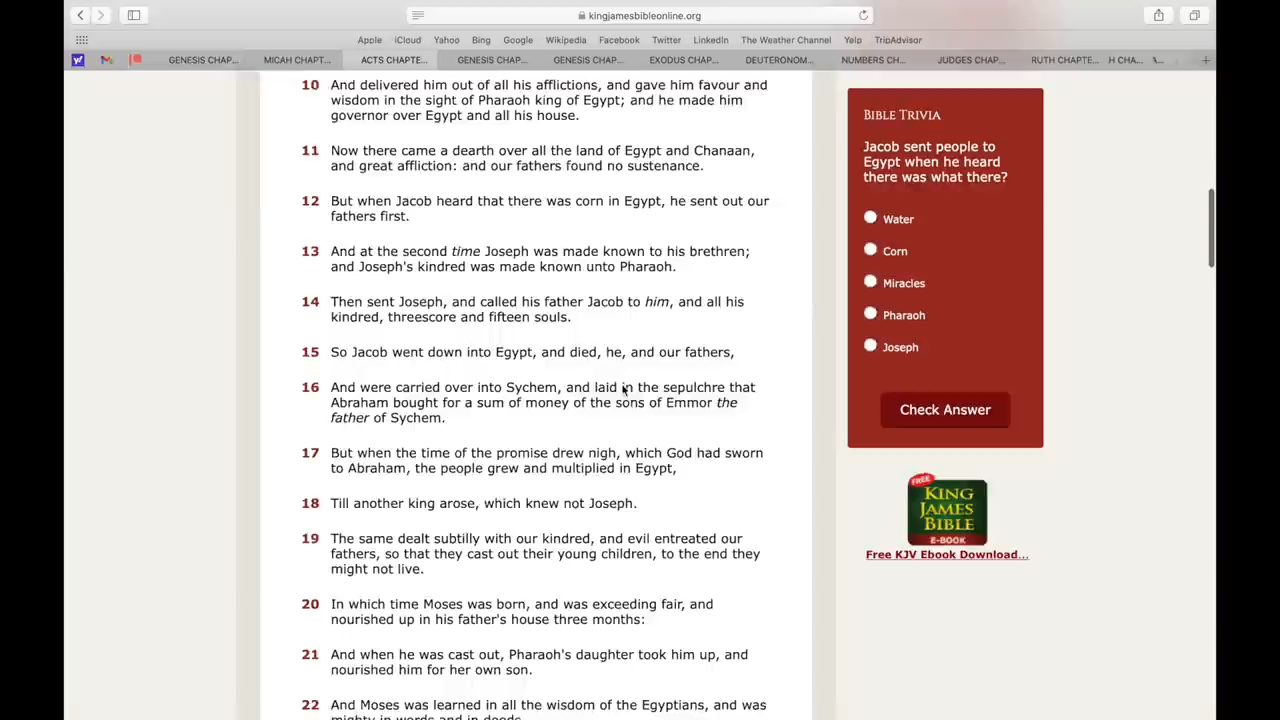 kingjamesbibleonline.org
Apple iCloud Yahoo Bing Google Wikipedia Facebook Twitter LinkedIn The Weather Channel Yelp TripAdvisor
GENESIS CHAP... MICAH CHAPT... ACTS CHAPTE... GENESIS CHAP... GENESIS CHAP... EXODUS CHAP... DEUTERONOM... NUMBERS CH... JUDGES CHAP... RUTH CHAPTE... H CHA...
10 And delivered him out of all his afflictions, and gave him favour and
wisdom in the sight of Pharaoh king of Egypt; and he made him
governor over Egypt and all his house.
11 Now there came a dearth over all the land of Egypt and Chanaan,
and great affliction: and our fathers found no sustenance.
12 But when Jacob heard that there was corn in Egypt, he sent out our
fathers first.
13 And at the second time Joseph was made known to his brethren;
and Joseph's kindred was made known unto Pharaoh.
14 Then sent Joseph, and called his father Jacob to him, and all his
kindred, threescore and fifteen souls.
15 So Jacob went down into Egypt, and died, he, and our fathers,
16 And were carried over into Sychem, and laid in the sepulchre that
Abraham bought for a sum of money of the sons of Emmor the
father of Sychem.
17 But when the time of the promise drew nigh, which God had sworn
to Abraham, the people grew and multiplied in Egypt,
18 Till another king arose, which knew not Joseph.
19 The same dealt subtilly with our kindred, and evil entreated our
fathers, so that they cast out their young children, to the end they
might not live.
20 In which time Moses was born, and was exceeding fair, and
nourished up in his father's house three months:
21 And when he was cast out, Pharaoh's daughter took him up, and
nourished him for her own son.
22 And Moses was learned in all the wisdom of the Egyptians, and was
mighty in words and in deeds.
BIBLE TRIVIA
Jacob sent people to
Egypt when he heard
there was what there?
Water
Corn
Miracles
Pharaoh
Joseph
Check Answer
FREE
KING
JAMES
BIBLE
E-BOOK
Free KJV Ebook Download...